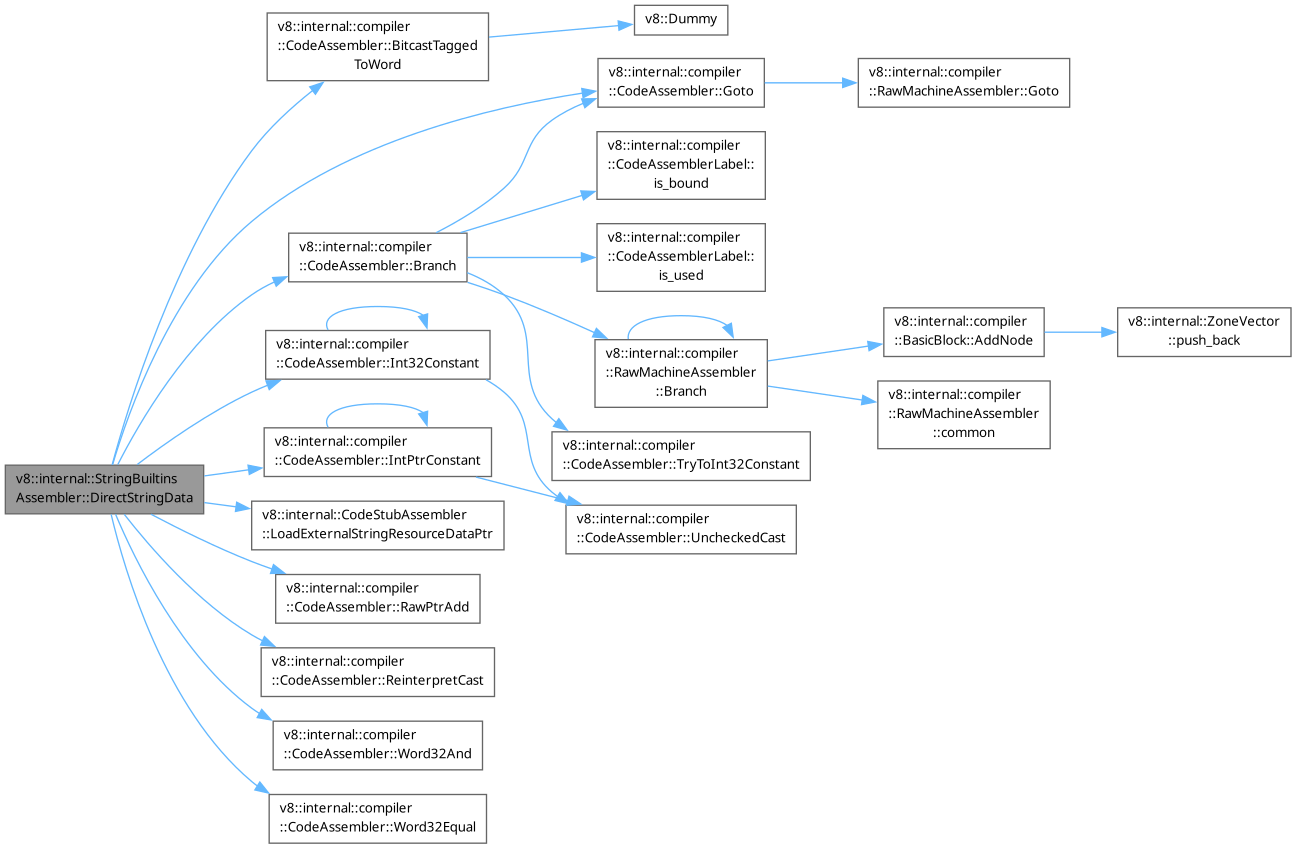 v8::internal::compiler
::CodeAssembler::BitcastTagged
ToWord
v8::Dummy
v8::internal::compiler
::CodeAssembler::Goto
v8::internal::compiler
::RawMachineAssembler::Goto
v8::internal::compiler
::CodeAssemblerLabel::
is_bound
v8::internal::compiler
::CodeAssembler::Branch
v8::internal::compiler
::CodeAssemblerLabel::
is_used
v8::internal::compiler
::CodeAssembler::Int32Constant
v8::internal::compiler
::RawMachineAssembler
::Branch
v8::internal::compiler
::BasicBlock::AddNode
v8::internal::ZoneVector
::push_back
v8::internal::compiler
::RawMachineAssembler
::common
v8::internal::compiler
::CodeAssembler::IntPtrConstant
v8::internal::compiler
::CodeAssembler::TryToInt32Constant
v8::internal::StringBuiltins
Assembler::DirectStringData
v8::internal::CodeStubAssembler
::LoadExternalStringResourceDataPtr
v8::internal::compiler
::CodeAssembler::UncheckedCast
v8::internal::compiler
::CodeAssembler::RawPtrAdd
v8::internal::compiler
::CodeAssembler::ReinterpretCast
v8::internal::compiler
::CodeAssembler::Word32And
v8::internal::compiler
::CodeAssembler::Word32Equal